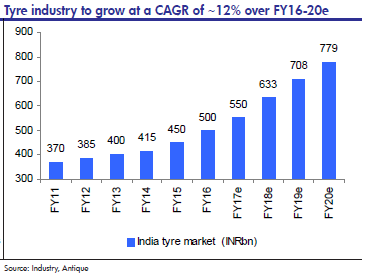 Tyre industry to grow at a CAGR of ~12% over FY16-20e
900
800
700
600
500
400
300
370
385
400
415
450
500
550
633
708
779
FY11
FY12
FY13
FY14
FY15
FY16
FY17e
FY18e
FY19e
FY20e
India tyre market (INRbn)
Source: Industry, Antique